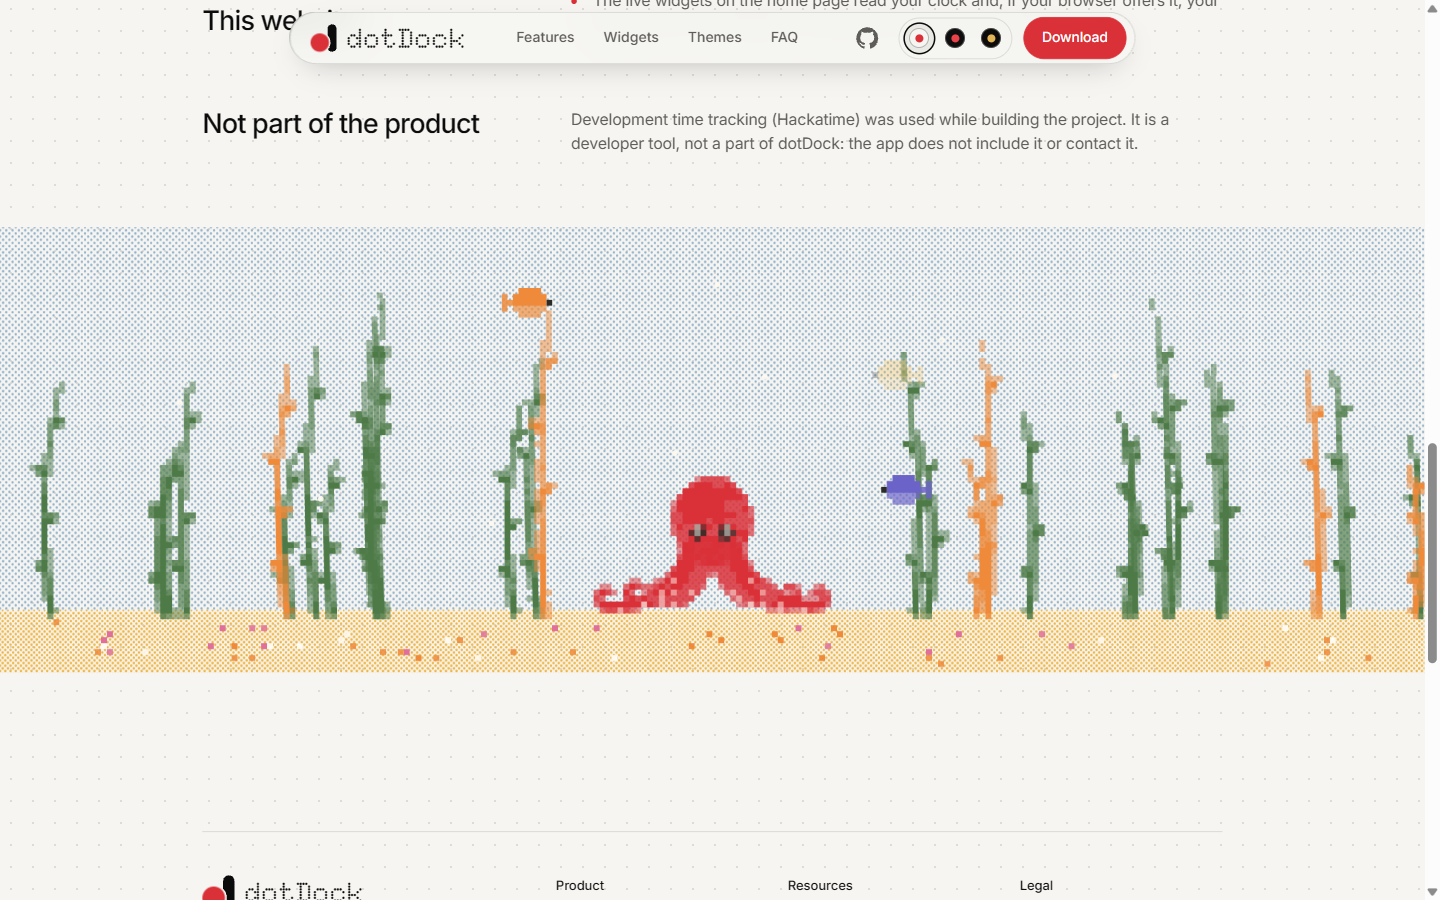 The live widgets on the home page read your clock and, if your browser offers it, your
dotDock
Features
Widgets
Themes
FAQ
Download
Not part of the product
Development time tracking (Hackatime) was used while building the project. It is a
developer tool, not a part of dotDock: the app does not include it or contact it.
dotDock
Product
Resources
Legal